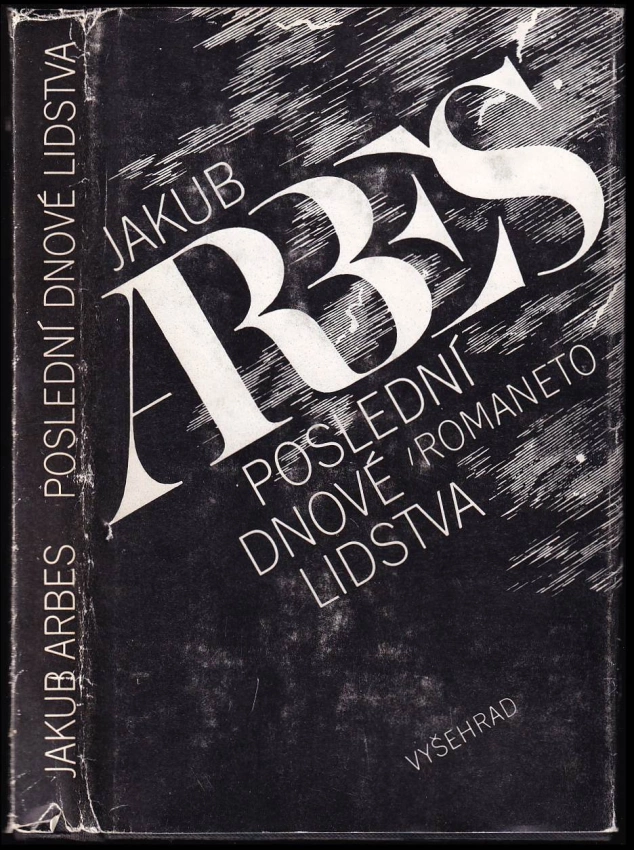 JAKUB ARBES POSLEDNÍ DNOVÉ LIDSTVA
JAKUB
ARBES
POSLEDNÍ
DNOVÉ /ROMANETO
LIDSTVA
VYŠEHRAD